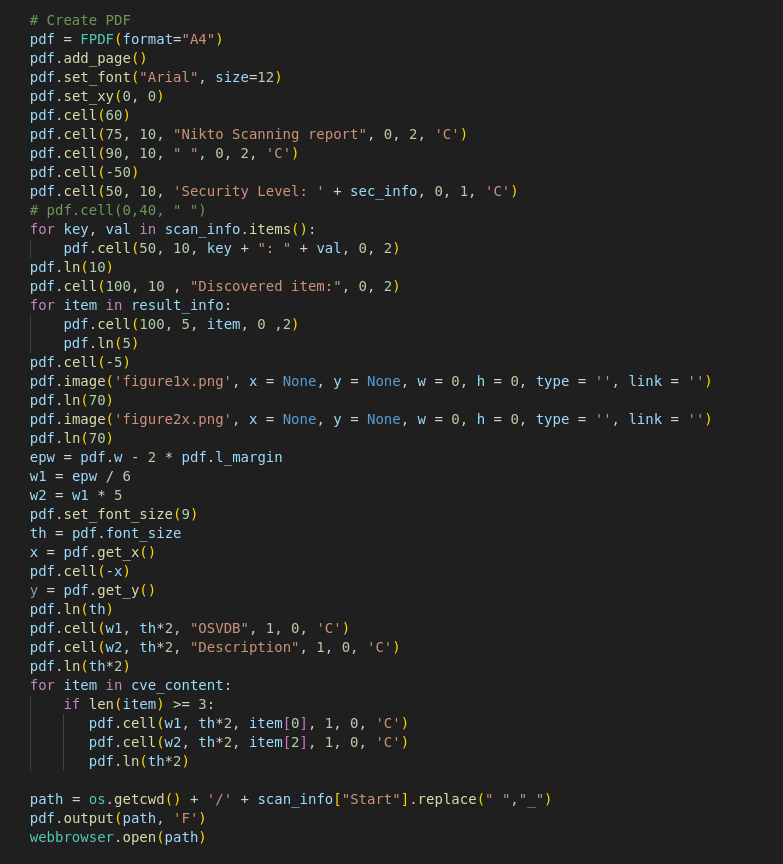 # Create PDF
pdf = FPDF(format="A4")
pdf.add_page()
pdf.set_font("Arial", size=12)
pdf.set_xy(0, 0)
pdf.cell(60)
pdf.cell(75, 10, "Nikto Scanning report", 0, 2, 'C')
pdf.cell(90, 10, " ", 0, 2, 'C')
pdf.cell(-50)
pdf.cell(50, 10, 'Security Level: ' + sec_info, 0, 1, 'C')
# pdf.cell(0,40, " ")
for key, val in scan_info.items():
    pdf.cell(50, 10, key + ": " + val, 0, 2)
pdf.ln(10)
pdf.cell(100, 10 , "Discovered item:", 0, 2)
for item in result_info:
    pdf.cell(100, 5, item, 0 ,2)
    pdf.ln(5)
pdf.cell(-5)
pdf.image('figure1x.png', x = None, y = None, w = 0, h = 0, type = '', link = '')
pdf.ln(70)
pdf.image('figure2x.png', x = None, y = None, w = 0, h = 0, type = '', link = '')
pdf.ln(70)
epw = pdf.w - 2 * pdf.l_margin
w1 = epw / 6
w2 = w1 * 5
pdf.set_font_size(9)
th = pdf.font_size
x = pdf.get_x()
pdf.cell(-x)
y = pdf.get_y()
pdf.ln(th)
pdf.cell(w1, th*2, "OSVDB", 1, 0, 'C')
pdf.cell(w2, th*2, "Description", 1, 0, 'C')
pdf.ln(th*2)
for item in cve_content:
    if len(item) >= 3:
       pdf.cell(w1, th*2, item[0], 1, 0, 'C')
       pdf.cell(w2, th*2, item[2], 1, 0, 'C')
       pdf.ln(th*2)

path = os.getcwd() + '/' + scan_info["Start"].replace(" ","_")
pdf.output(path, 'F')
webbrowser.open(path)